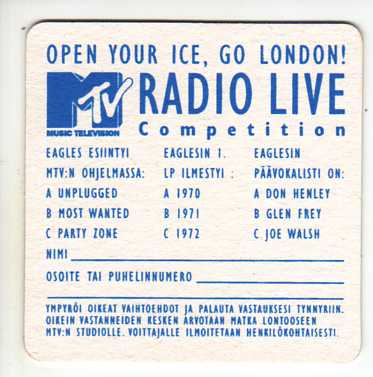 OPEN YOUR ICE, GO LONDON!
MTV RADIO LIVE
MUSIC TELEVISION Competition
EAGLES ESIINTYI EAGLESIN 1. EAGLESIN
MTV:N OHJELMASSA: LP ILMESTYI : PÄÄVOKALISTI ON:
A UNPLUGGED A 1970 A DON HENLEY
B MOST WANTED B 1971 B GLEN FREY
C PARTY ZONE C 1972 C JOE WALSH
NIMI
OSOITE TAI PUHELINNUMERO
YMPYRÖI OIKEAT VAIHTOEHDOT JA PALAUTA VASTAUKSESI TYNNYRIIN.
OIKEIN VASTANNEIDEN KESKEN ARVOTAAN MATKA LONTOOSEEN
MTV:N STUDIOLLE. VOITTAJALLE ILMOITETAAN HENKILÖKOHTAISESTI.